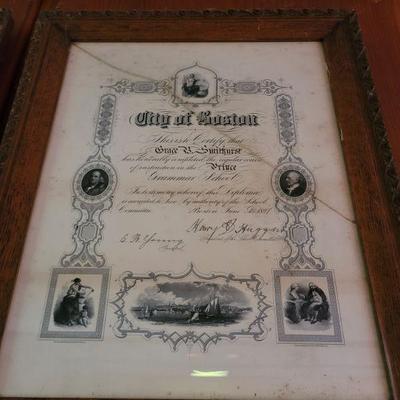 City of Boston
This is to Certify that
Grace V. Smithurst
has honorably completed the regular course
of instruction in the Prince
Grammar School
In testimony whereof, this Diploma
is awarded to her by authority of the School
Committee. Boston June 1891
Henry